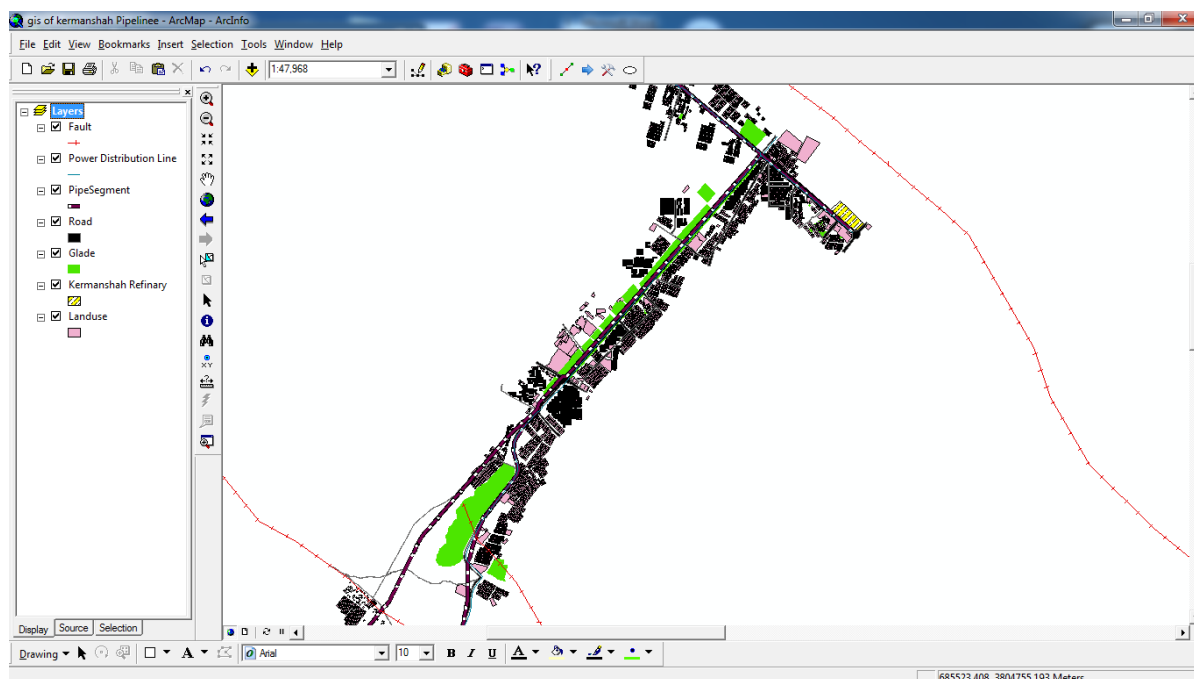 gis of kermanshah Pipelinee - ArcMap - ArcInfo
File Edit View Bookmarks Insert Selection Tools Window Help
1:47,968
Layers
Fault
Power Distribution Line
PipeSegment
Road
Glade
Kermanshah Refinary
Landuse
XY
Display Source Selection
Drawing A Arial 10 B I U A
685523.408 3804755.193 Meters